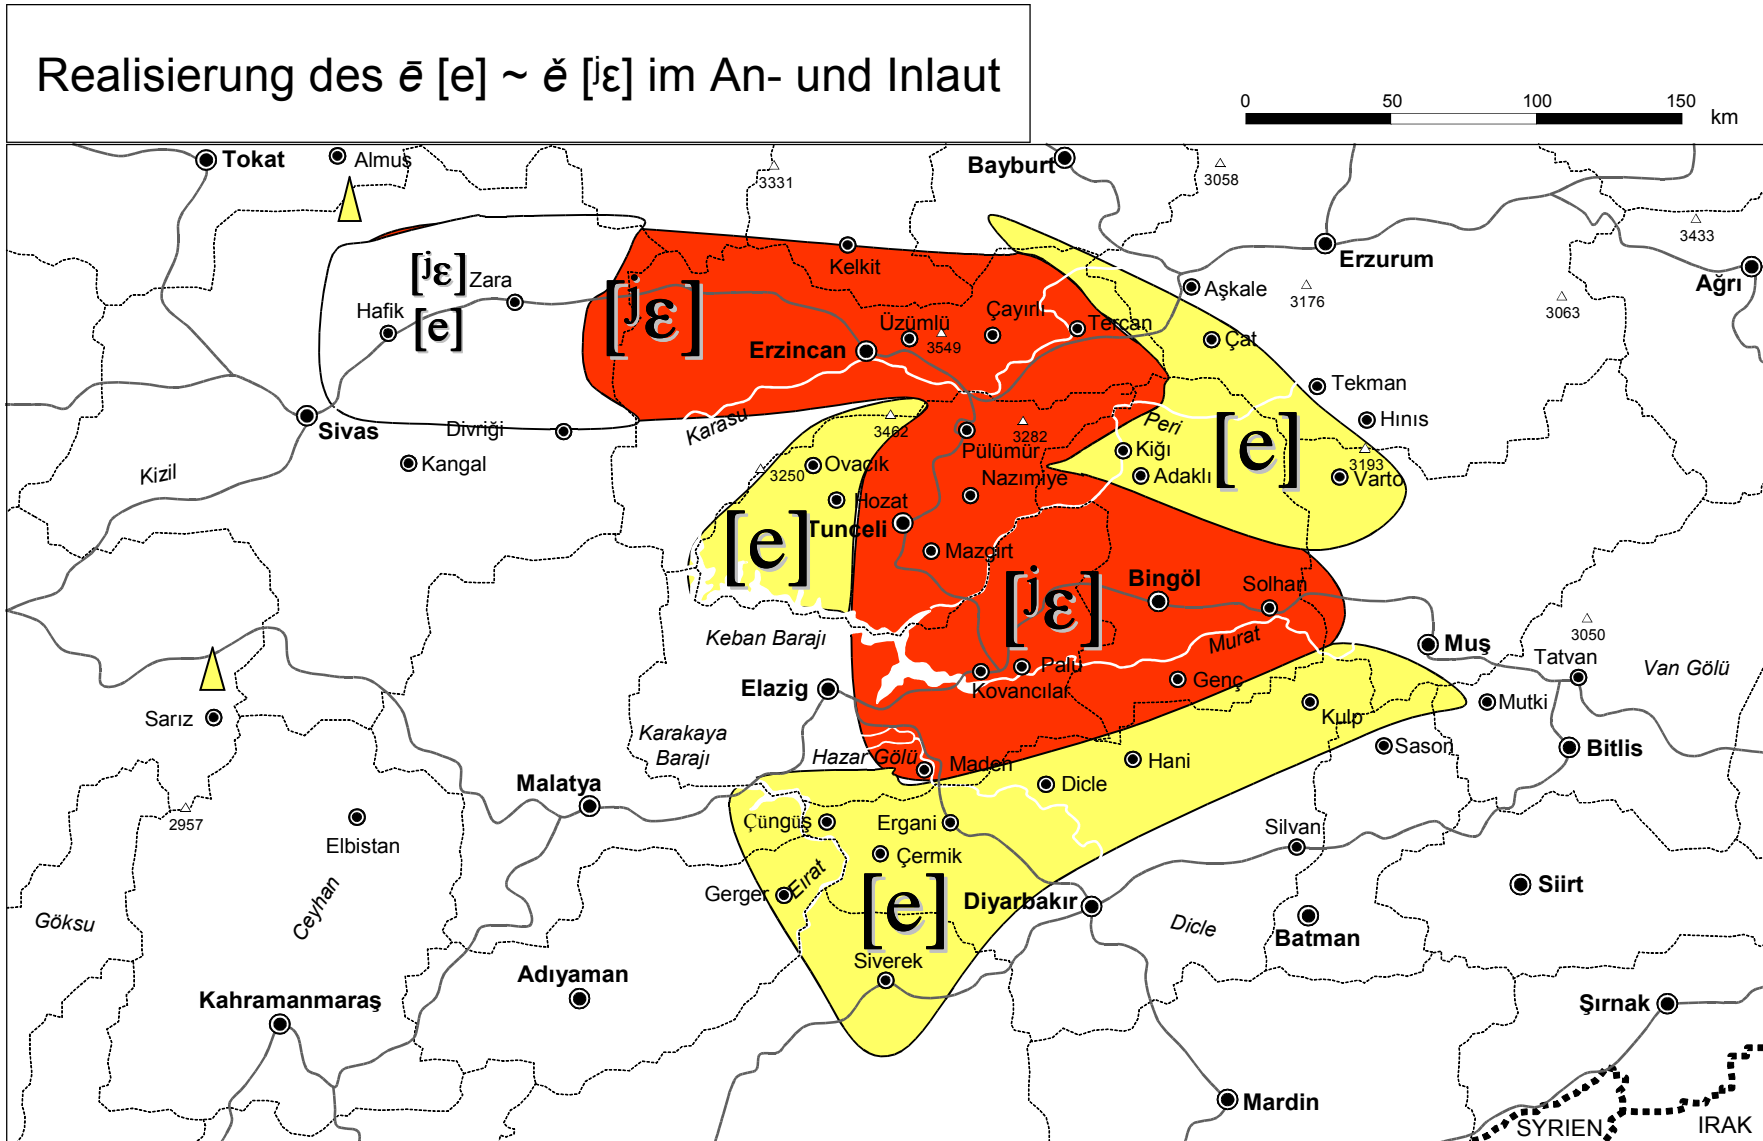 Realisierung des ē [e] ~ ě [ʲɛ] im An- und Inlaut
0 50 100 150
km
Tokat
Almuş
3331
Bayburt
3058
3433
Erzurum
Ağrı
Kelkit
[ʲɛ] Zara
Hafik
[e]
[ʲɛ]
Aşkale
3176
3063
Üzümlü
Çayırlı
Tercan
3549
Erzincan
Çat
Tekman
Hınıs
Sivas
Divriği
Karasu
3462
3282
Peri
Pülümür
Kiğı
[e]
3193
Kangal
Kizil
3250
Ovacık
Nazımiye
Adaklı
Varto
Hozat
Tunceli
[e]
Mazgirt
[ʲɛ]
Bingöl
Solhan
Keban Barajı
Murat
Muş
3050
Tatvan
Van Gölü
Palu
Kovancılar
Genç
Elazig
Sarız
Kulp
Mutki
Karakaya
Barajı
Hazar Gölü
Maden
Hani
Sason
Bitlis
Dicle
Malatya
2957
Elbistan
Çüngüş
Ergani
Silvan
Çermik
Gerger
Eırat
[e]
Diyarbakır
Siirt
Göksu
Ceyhan
Dicle
Batman
Adıyaman
Siverek
Kahramanmaraş
Şırnak
Mardin
SYRIEN
IRAK